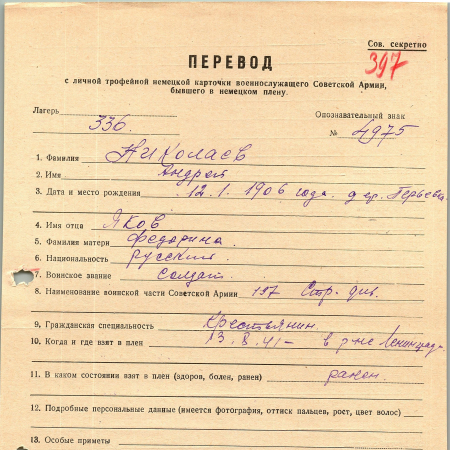 Сов. секретно
397
ПЕРЕВОД
с личной трофейной немецкой карточки военнослужащего Советской Армии,
бывшего в немецком плену.
Лагерь 336. Опознавательный знак
№ 4975
1. Фамилия Николаев
2. Имя Андрей
3. Дата и место рождения 12.1.1906 года. дер.
4. Имя отца Яков
5. Фамилия матери Федорина.
6. Национальность русский
7. Воинское звание солдат.
8. Наименование воинской части Советской Армии 197 Стр. див.
9. Гражданская специальность Крестьянин.
10. Когда и где взят в плен 13.8.41- в р-не Ленинград.
11. В каком состоянии взят в плен (здоров, болен, ранен) ранен.
12. Подробные персональные данные (имеется фотография, оттиск пальцев, рост, цвет волос)
13. Особые приметы